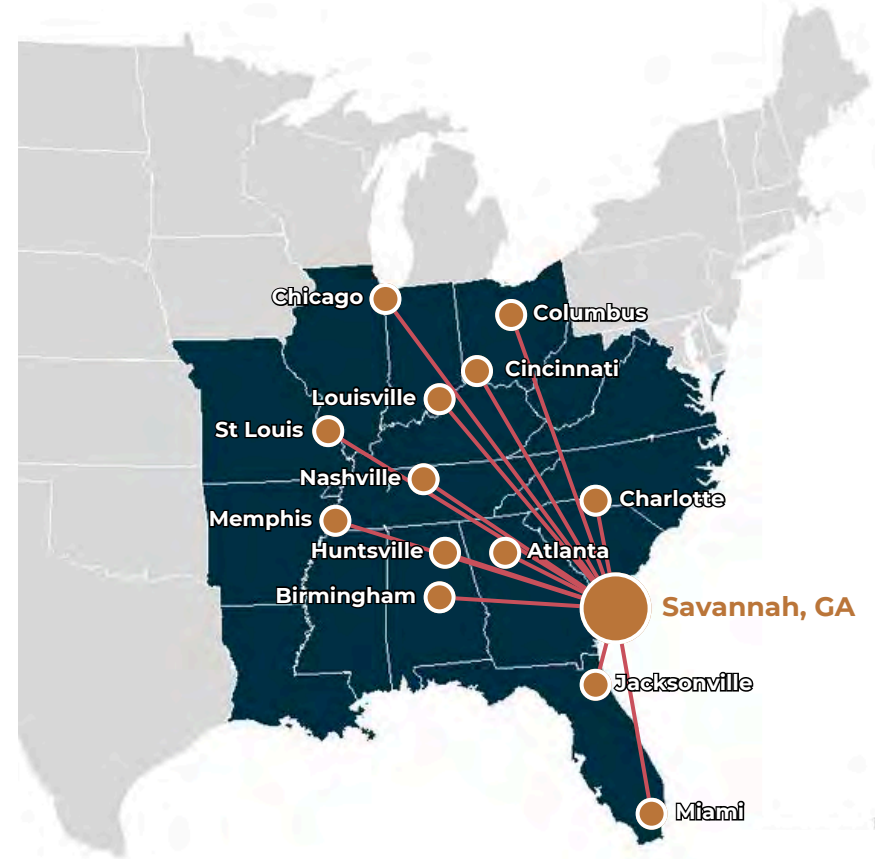 Chicago
Columbus
Cincinnati
Louisville
St Louis
Nashville
Charlotte
Memphis
Huntsville
Atlanta
Birmingham
Savannah, GA
Jacksonville
Miami